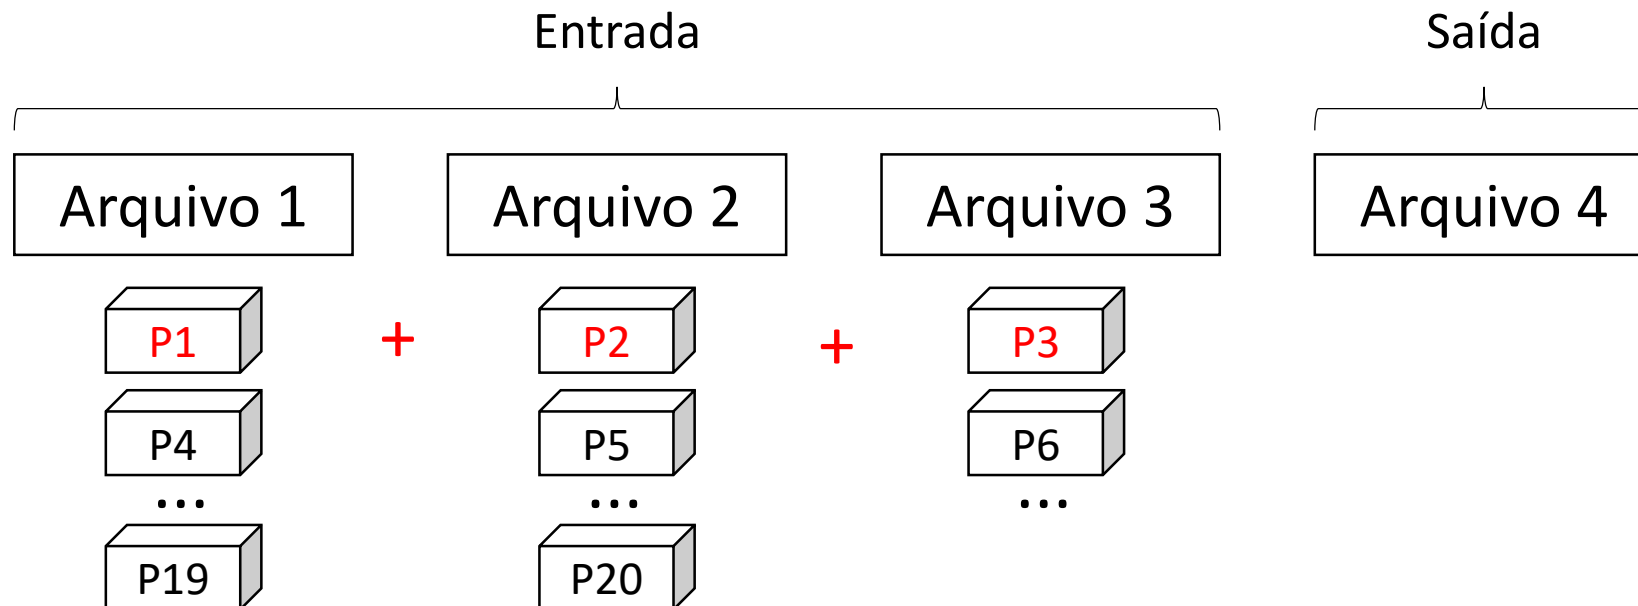 Entrada Saída
Arquivo 1 Arquivo 2 Arquivo 3 Arquivo 4
P1 + P2 + P3
P4 P5 P6
... ... ...
P19 P20